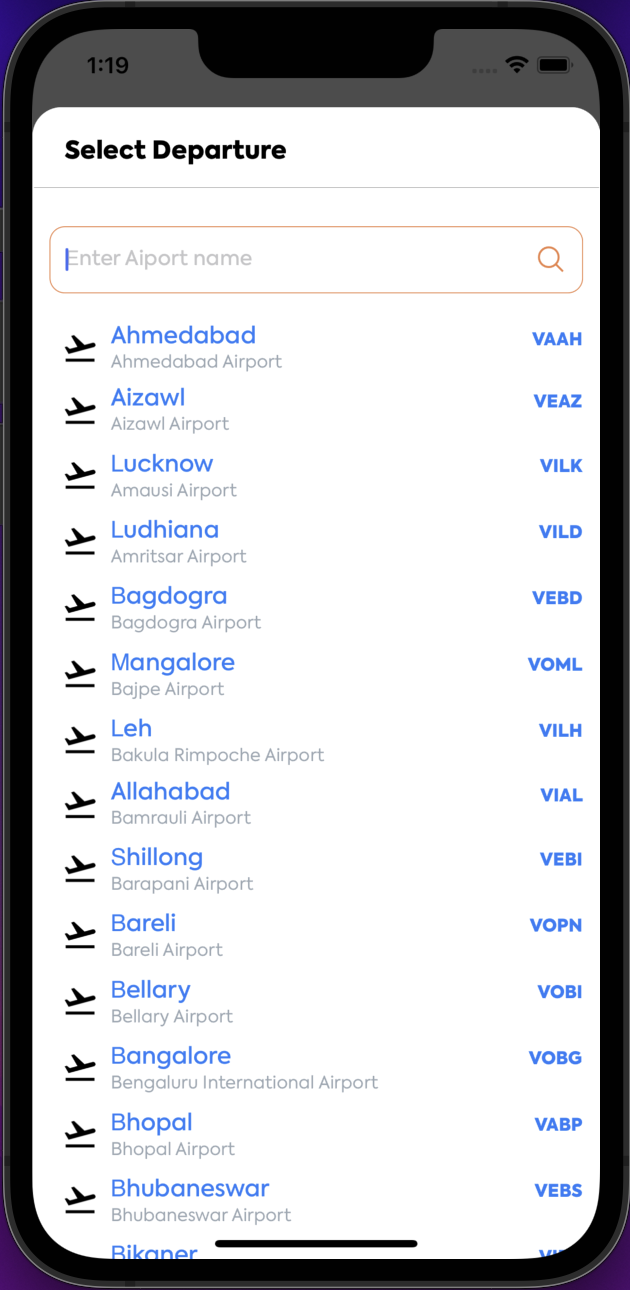 1:19
Select Departure
Enter Aiport name
Ahmedabad VAAH
Ahmedabad Airport
Aizawl VEAZ
Aizawl Airport
Lucknow VILK
Amausi Airport
Ludhiana VILD
Amritsar Airport
Bagdogra VEBD
Bagdogra Airport
Mangalore VOML
Bajpe Airport
Leh VILH
Bakula Rimpoche Airport
Allahabad VIAL
Bamrauli Airport
Shillong VEBI
Barapani Airport
Bareli VOPN
Bareli Airport
Bellary VOBI
Bellary Airport
Bangalore VOBG
Bengaluru International Airport
Bhopal VABP
Bhopal Airport
Bhubaneswar VEBS
Bhubaneswar Airport
Bikaner